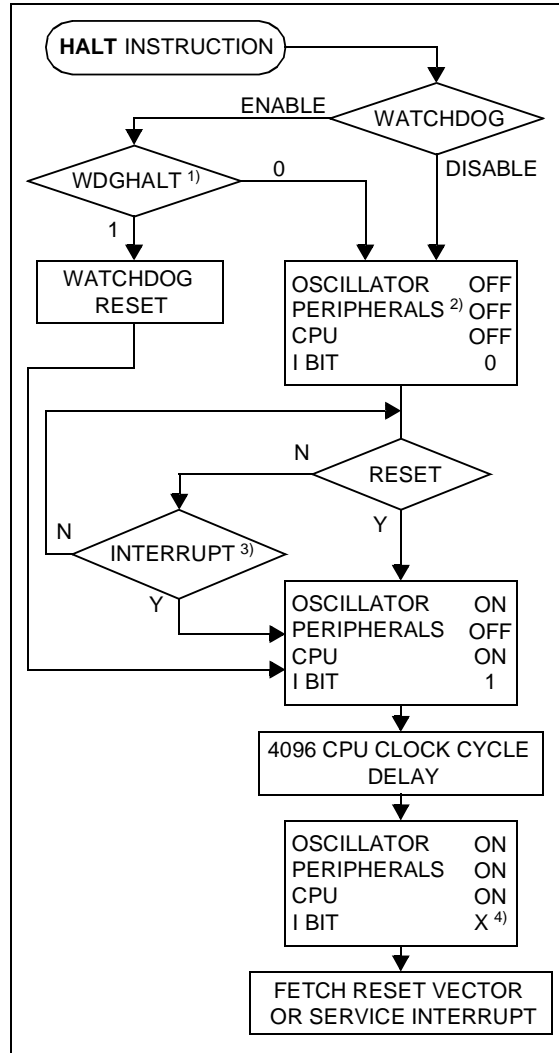 HALT INSTRUCTION
ENABLE
WATCHDOG
WDGHALT 1)
0
DISABLE
1
WATCHDOG
RESET
OSCILLATOR OFF
PERIPHERALS 2) OFF
CPU OFF
I BIT 0
N
RESET
N
INTERRUPT 3)
Y
Y
OSCILLATOR ON
PERIPHERALS OFF
CPU ON
I BIT 1
4096 CPU CLOCK CYCLE
DELAY
OSCILLATOR ON
PERIPHERALS ON
CPU ON
I BIT X 4)
FETCH RESET VECTOR
OR SERVICE INTERRUPT